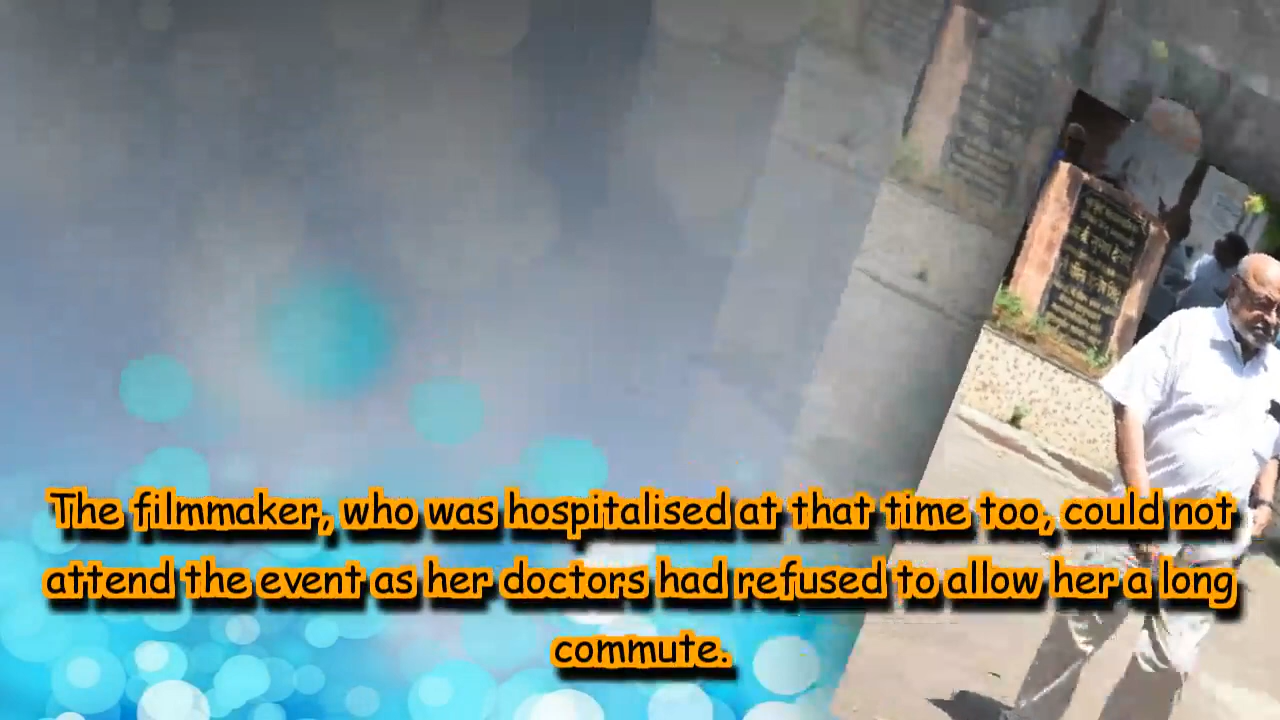 The filmmaker, who was hospitalised at that time too, could not
attend the event as her doctors had refused to allow her a long
commute.